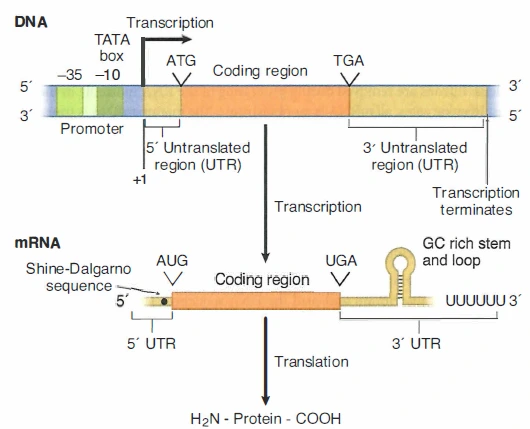 DNA
Transcription
TATA
box
–35 –10
ATG
Coding region
TGA
5′ 3′
3′ 5′
Promoter
5′ Untranslated
region (UTR)
3′ Untranslated
region (UTR)
+1
Transcription
terminates
Transcription
mRNA
Shine-Dalgarno
sequence
AUG
Coding region
UGA
GC rich stem
and loop
5′
UUUUUU 3′
5′ UTR
3′ UTR
Translation
H₂N - Protein - COOH